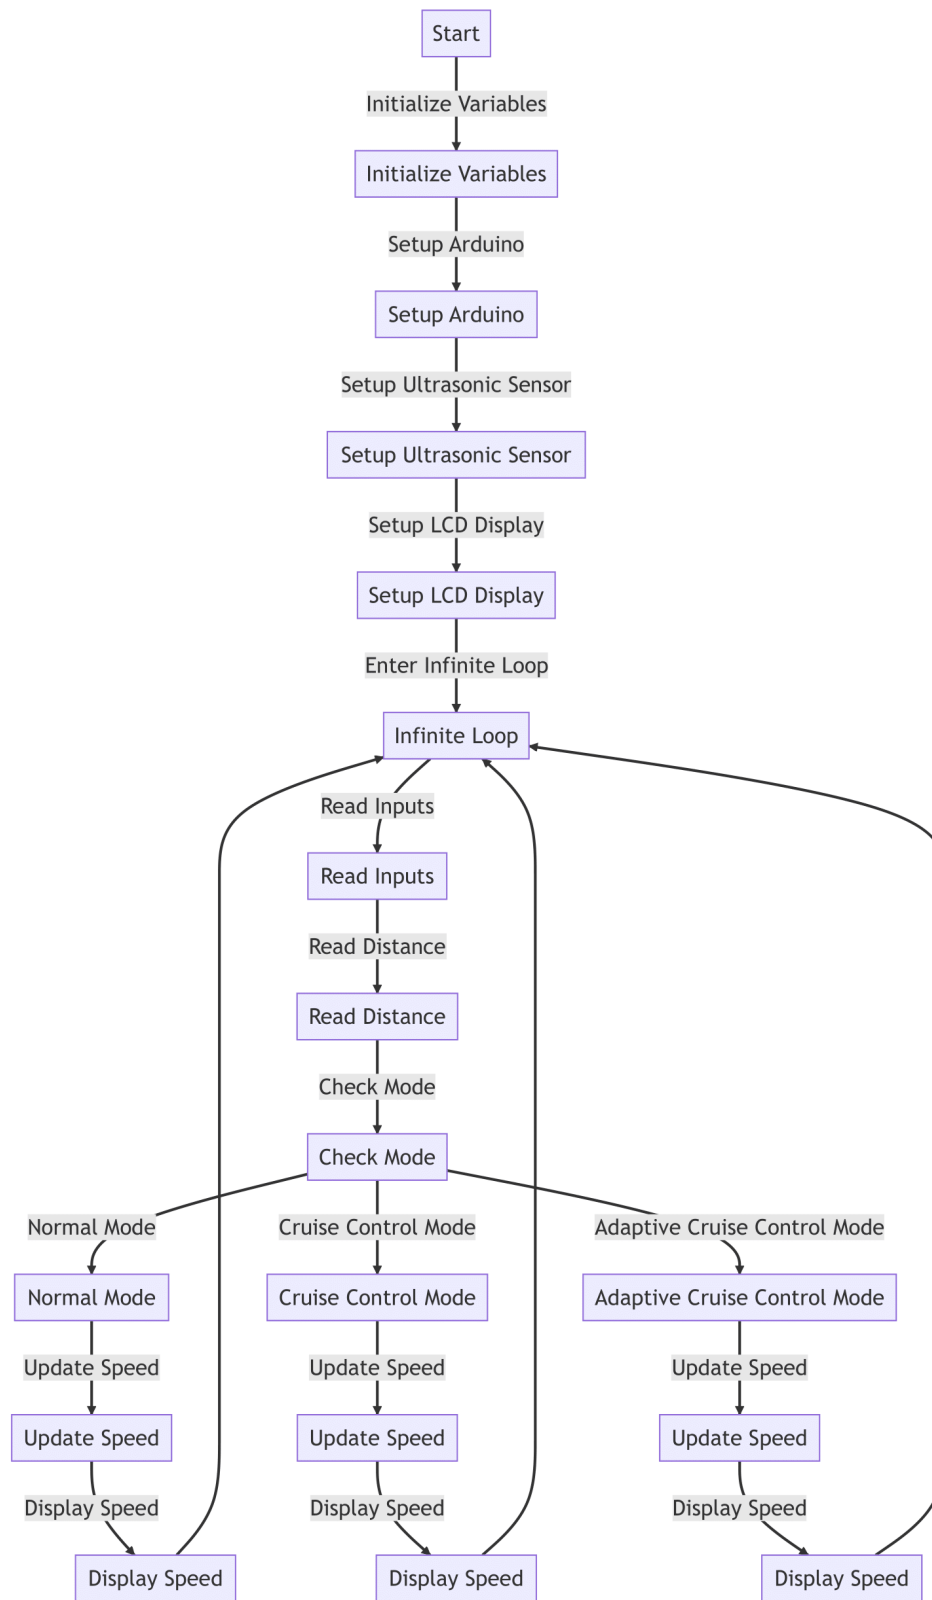 Start
Initialize Variables
Initialize Variables
Setup Arduino
Setup Arduino
Setup Ultrasonic Sensor
Setup Ultrasonic Sensor
Setup LCD Display
Setup LCD Display
Enter Infinite Loop
Infinite Loop
Read Inputs
Read Inputs
Read Distance
Read Distance
Check Mode
Check Mode
Normal Mode
Cruise Control Mode
Adaptive Cruise Control Mode
Normal Mode
Cruise Control Mode
Adaptive Cruise Control Mode
Update Speed
Update Speed
Update Speed
Update Speed
Update Speed
Update Speed
Display Speed
Display Speed
Display Speed
Display Speed
Display Speed
Display Speed